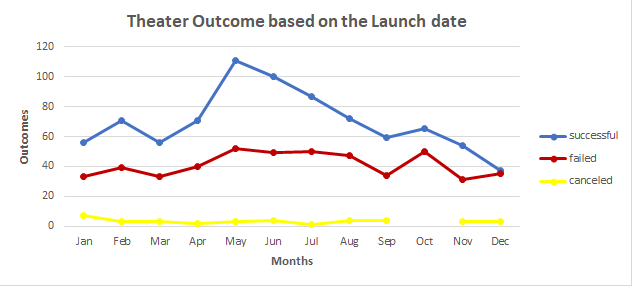 Theater Outcome based on the Launch date
120
100
80
60
40
20
0
Outcomes
Jan Feb Mar Apr May Jun Jul Aug Sep Oct Nov Dec
Months
successful
failed
canceled